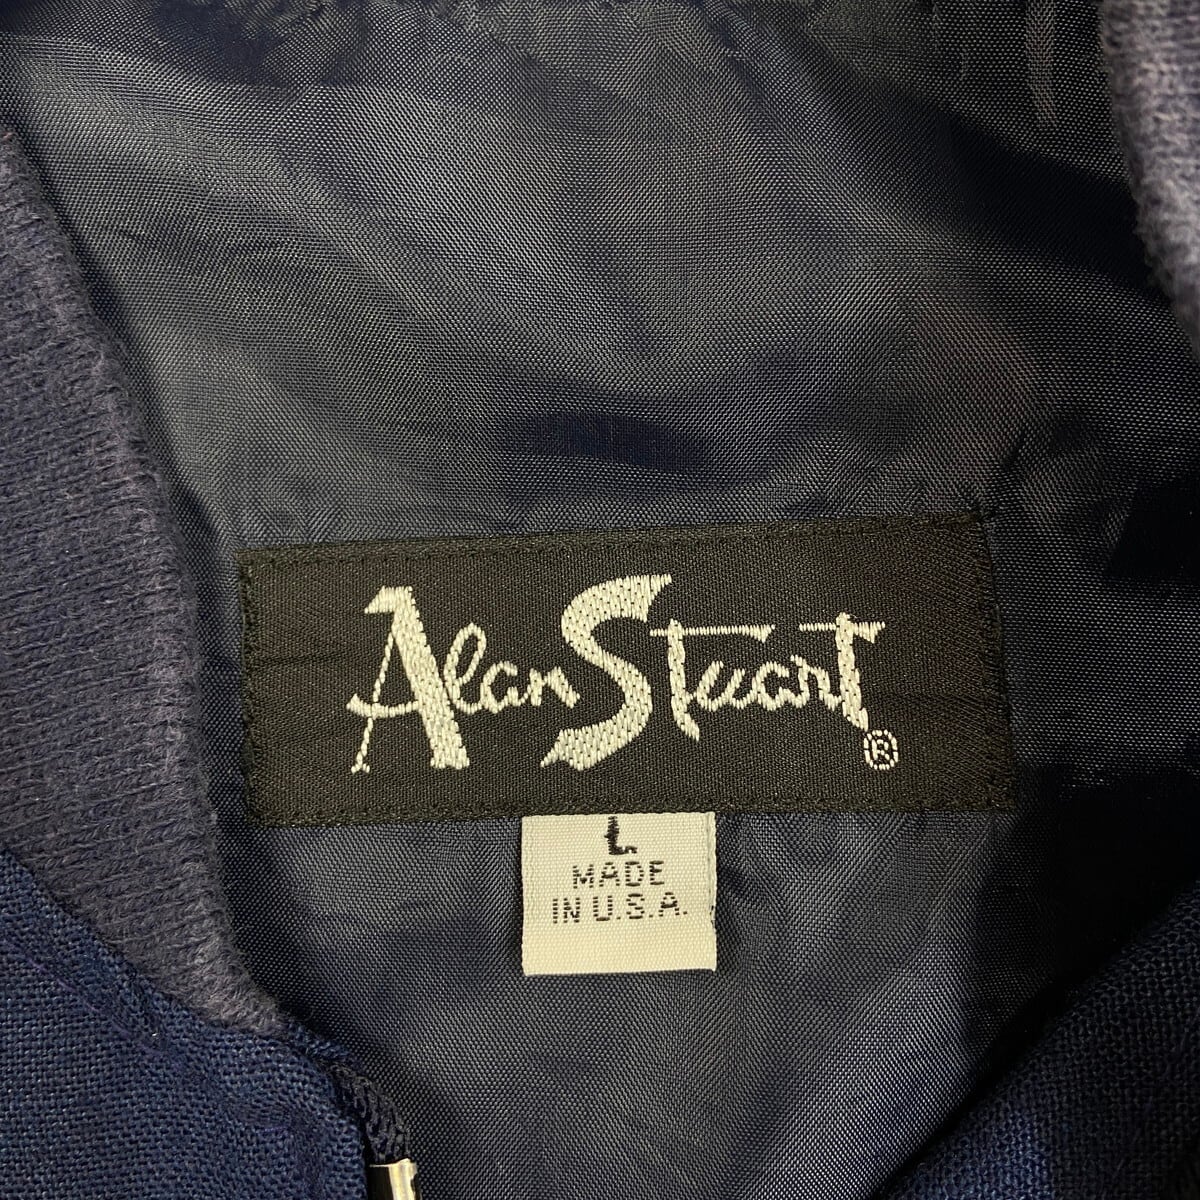 Alan Stuart ®
L
MADE
IN U.S.A.